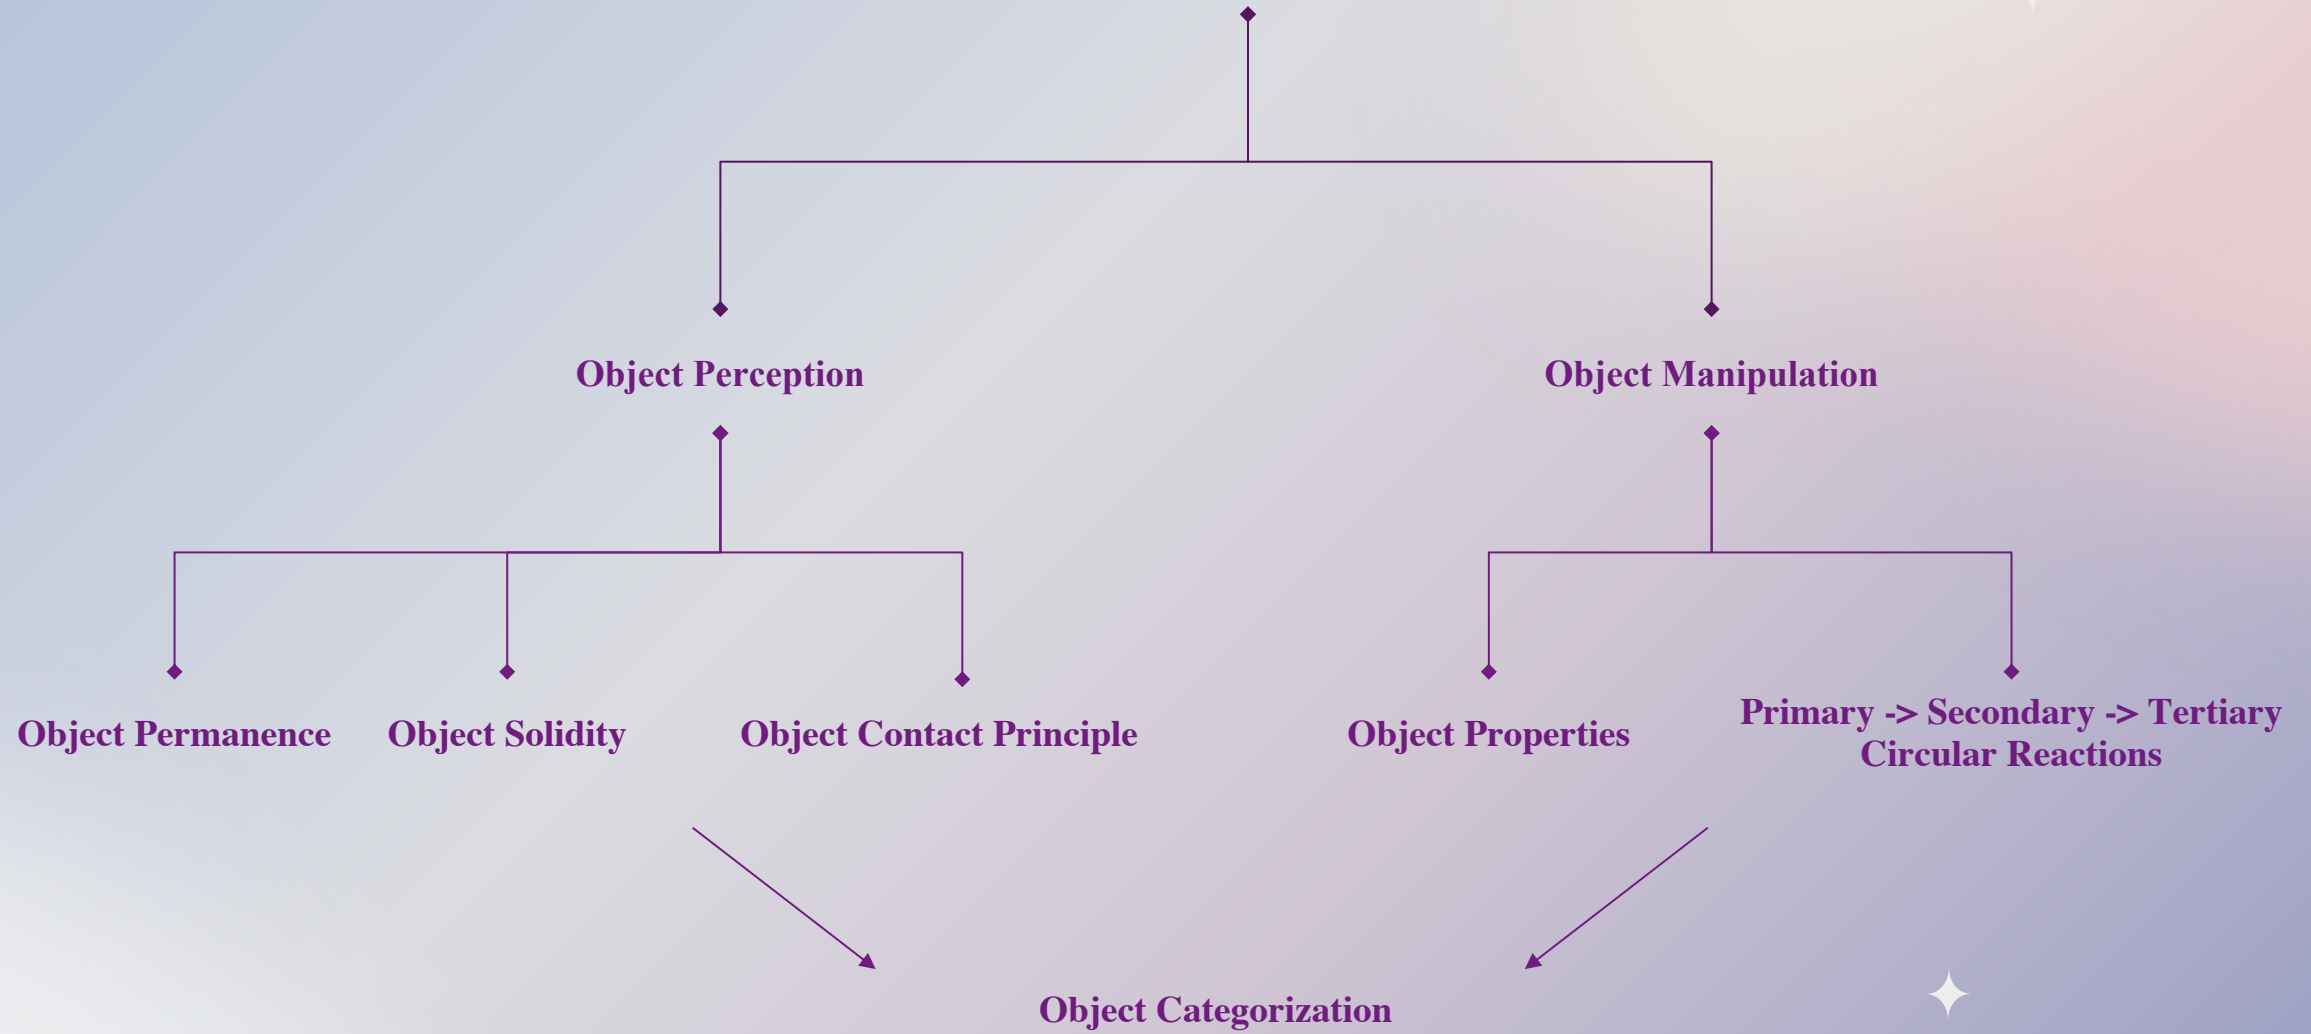 Object Perception
Object Manipulation
Object Permanence
Object Solidity
Object Contact Principle
Object Properties
Primary -> Secondary -> Tertiary
Circular Reactions
Object Categorization